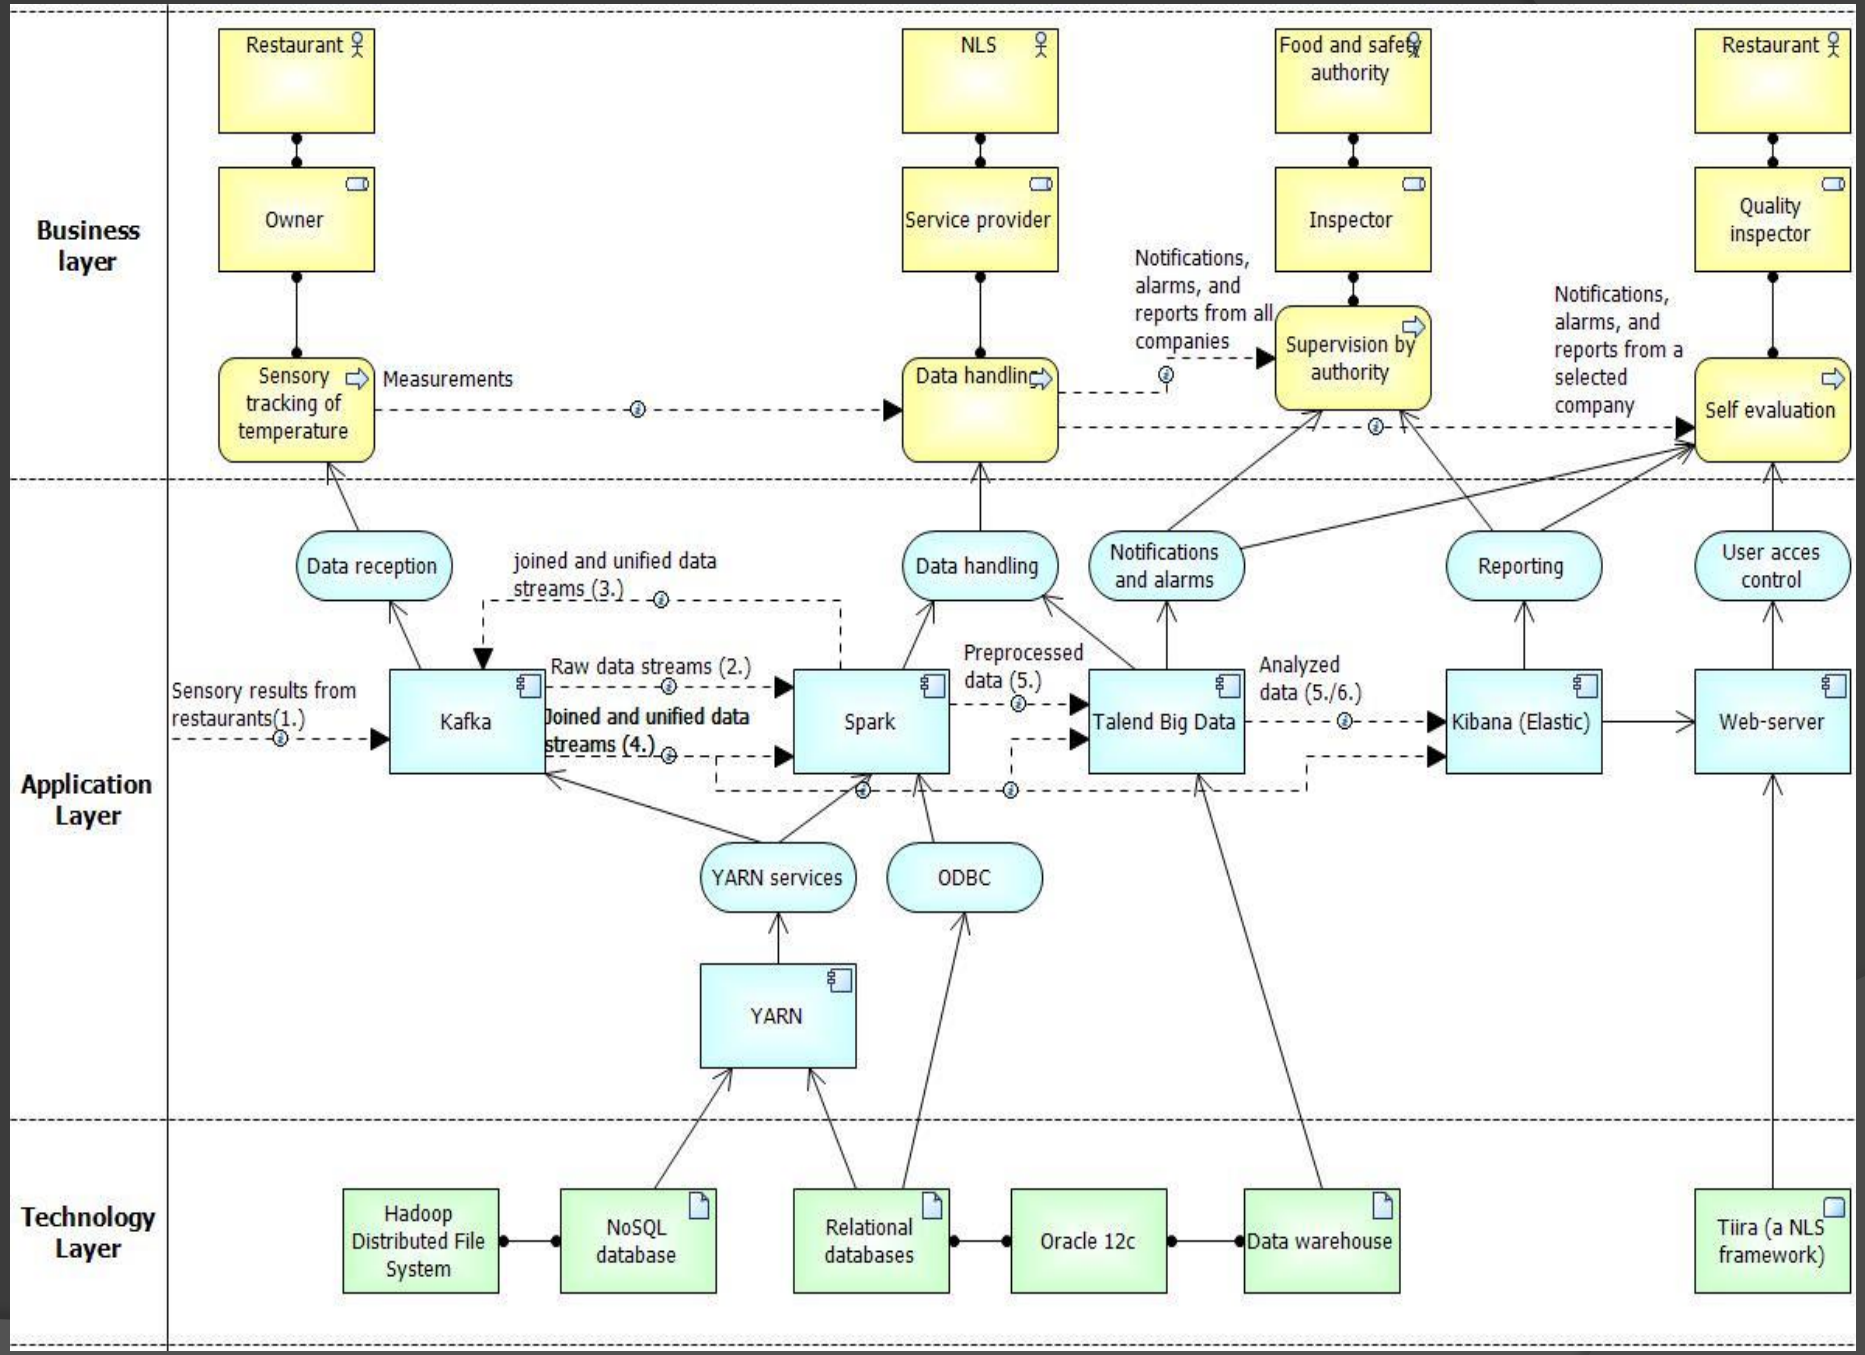 Business
layer
Restaurant
Owner
Sensory
tracking of
temperature
Measurements
NLS
Service provider
Data handling
Notifications,
alarms, and
reports from all
companies
Food and safety
authority
Inspector
Supervision by
authority
Notifications,
alarms, and
reports from a
selected
company
Restaurant
Quality
inspector
Self evaluation
Application
Layer
Data reception
joined and unified data
streams (3.)
Data handling
Notifications
and alarms
Reporting
User acces
control
Sensory results from
restaurants(1.)
Kafka
Raw data streams (2.)
Joined and unified data
streams (4.)
Spark
Preprocessed
data (5.)
Talend Big Data
Analyzed
data (5./6.)
Kibana (Elastic)
Web-server
YARN services
ODBC
YARN
Technology
Layer
Hadoop
Distributed File
System
NoSQL
database
Relational
databases
Oracle 12c
Data warehouse
Tiira (a NLS
framework)